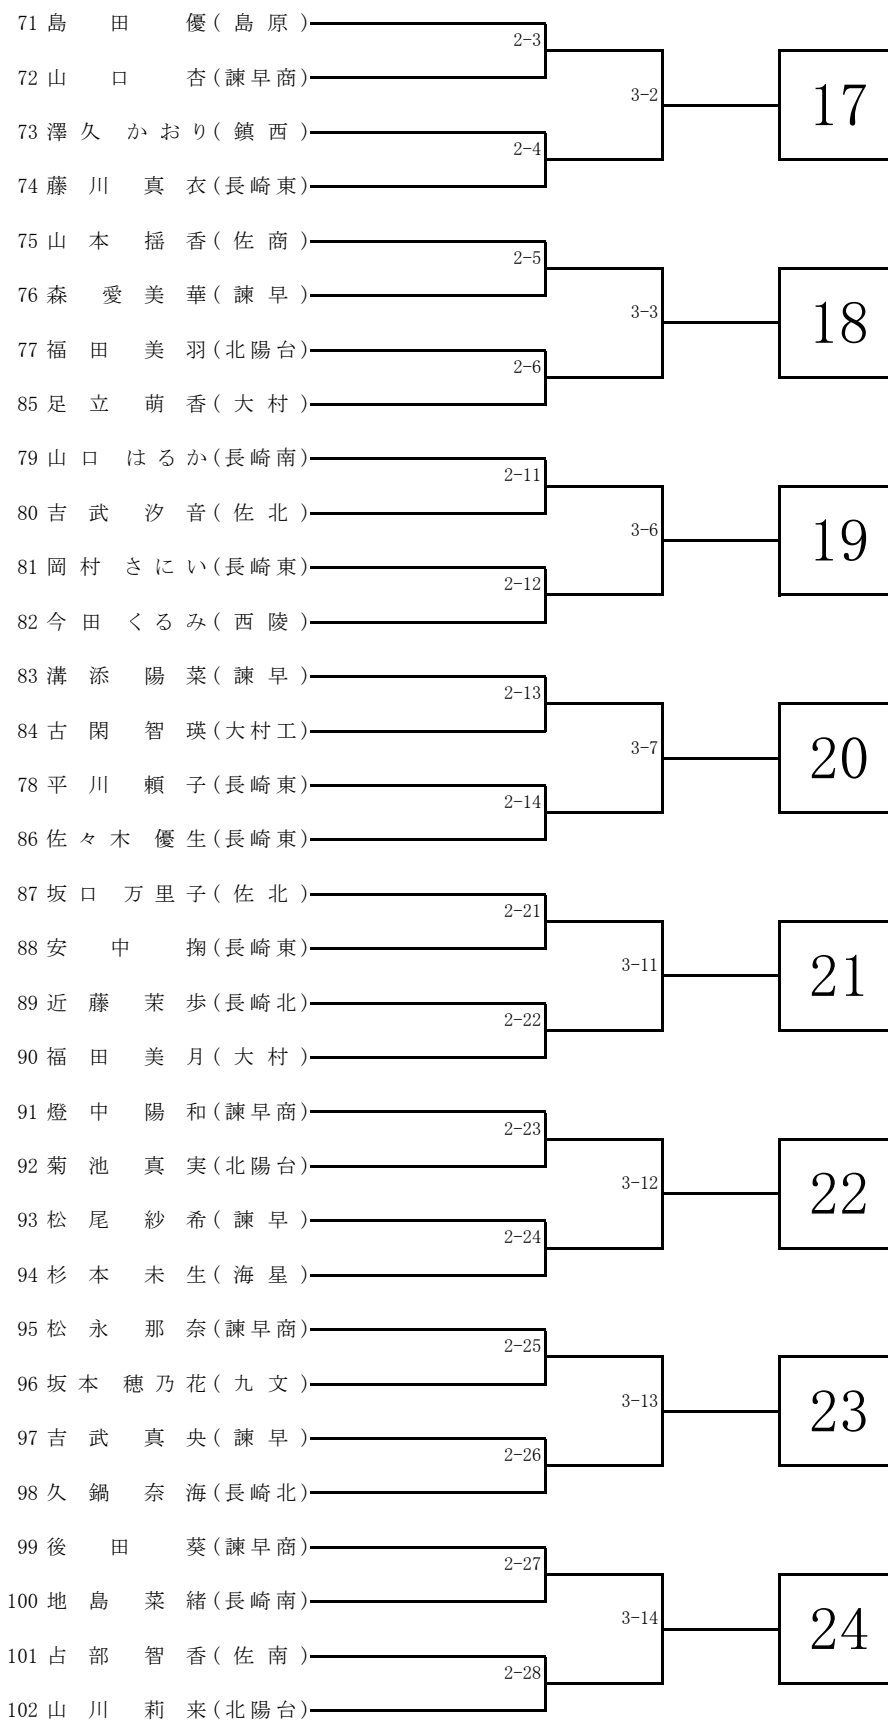 71 島田 優(島原)
2-3
72 山口 杏(諫早商)
3-2
17
73 澤久 かおり(鎮西)
2-4
74 藤川 真衣(長崎東)
75 山本 揺香(佐商)
2-5
76 森 愛美華(諫早)
3-3
18
77 福田 美羽(北陽台)
2-6
85 足立 萌香(大村)
79 山口 はるか(長崎南)
2-11
80 吉武 汐音(佐北)
3-6
19
81 岡村 さにい(長崎東)
2-12
82 今田 くるみ(西陵)
83 溝添 陽菜(諫早)
2-13
84 古閑 智瑛(大村工)
3-7
20
78 平川 頼子(長崎東)
2-14
86 佐々木 優生(長崎東)
87 坂口 万里子(佐北)
2-21
88 安中 掬(長崎東)
3-11
21
89 近藤 茉歩(長崎北)
2-22
90 福田 美月(大村)
91 燈中 陽和(諫早商)
2-23
92 菊池 真実(北陽台)
3-12
22
93 松尾 紗希(諫早)
2-24
94 杉本 未生(海星)
95 松永 那奈(諫早商)
2-25
96 坂本 穂乃花(九文)
3-13
23
97 吉武 真央(諫早)
2-26
98 久鍋 奈海(長崎北)
99 後田 葵(諫早商)
2-27
100 地島 菜緒(長崎南)
3-14
24
101 占部 智香(佐南)
2-28
102 山川 莉来(北陽台)